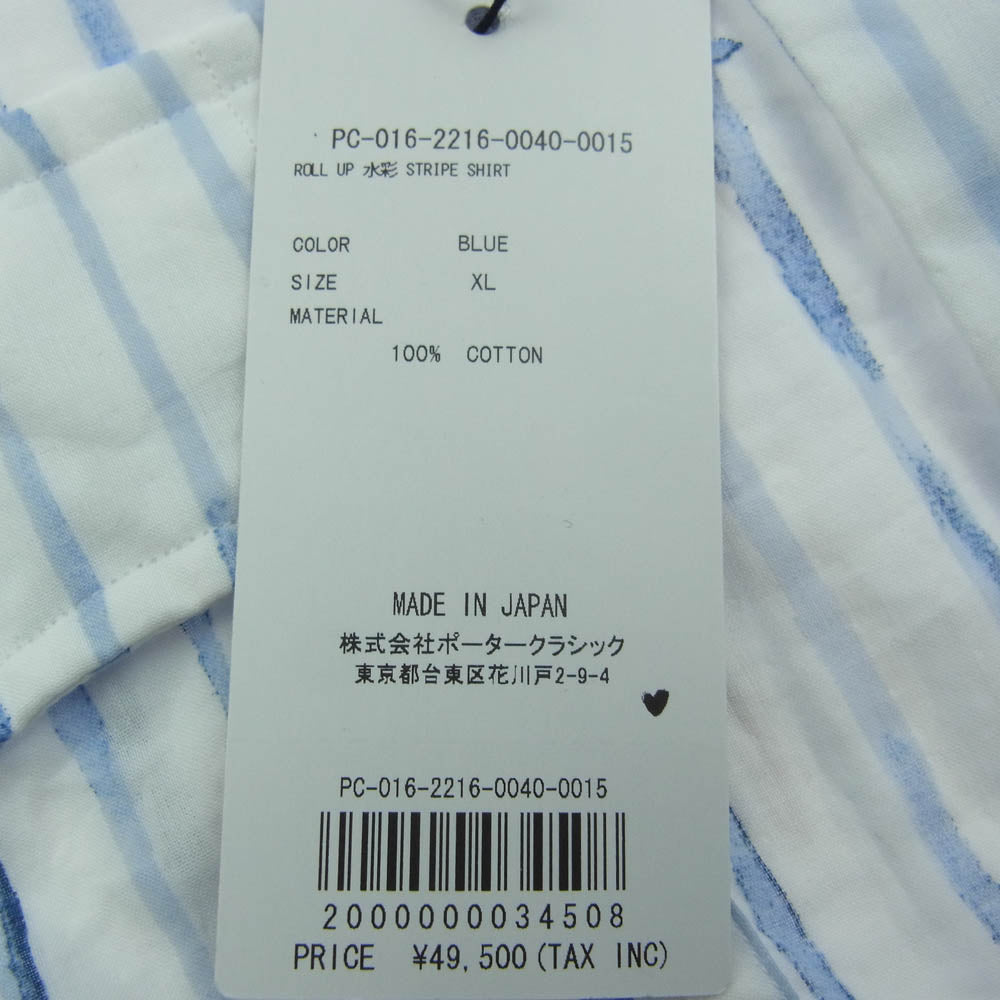 PC-016-2216-0040-0015
ROLL UP 水彩 STRIPE SHIRT
COLOR BLUE
SIZE XL
MATERIAL
100% COTTON
MADE IN JAPAN
株式会社ポータークラシック
東京都台東区花川戸2-9-4
PC-016-2216-0040-0015
2000000034508
PRICE ¥49,500(TAX INC)